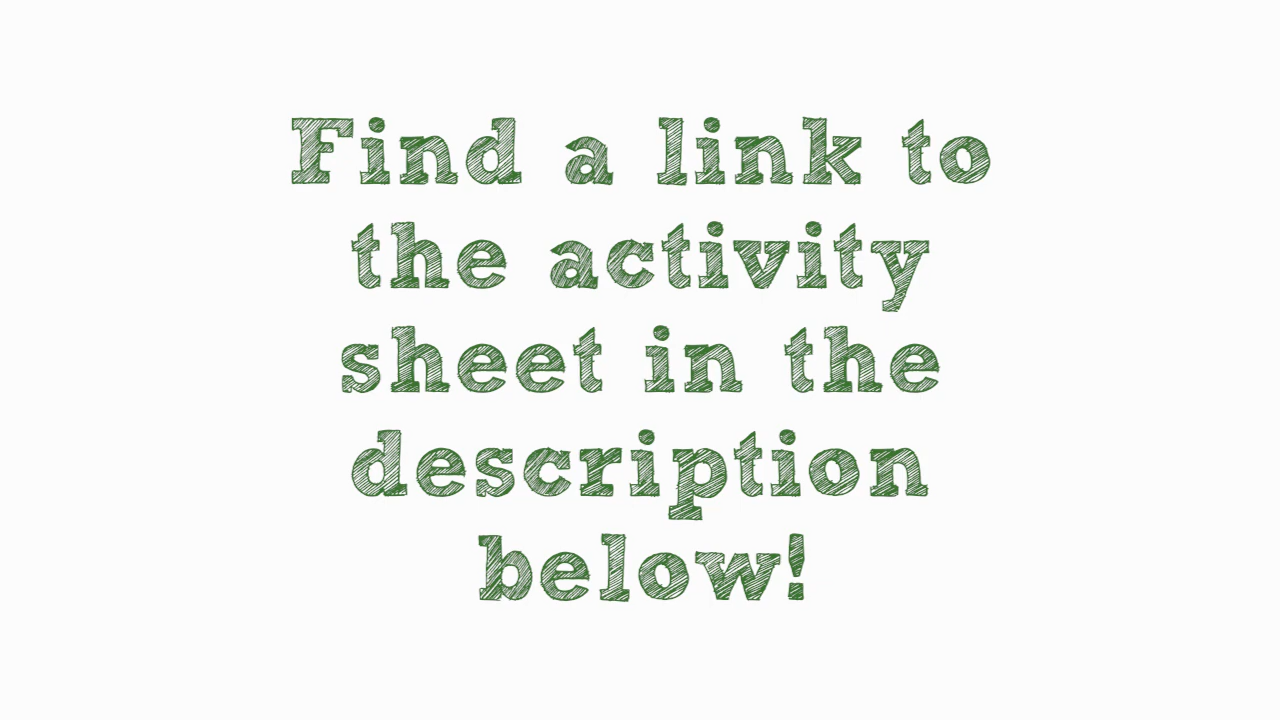 Find a link to
the activity
sheet in the
description
below!